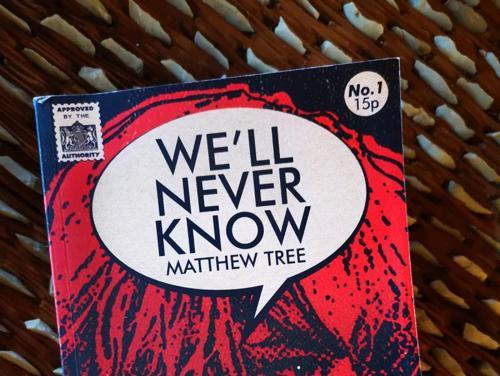 APPROVED
BY THE
AUTHORITY
No.1
15p
WE'LL
NEVER
KNOW
MATTHEW TREE